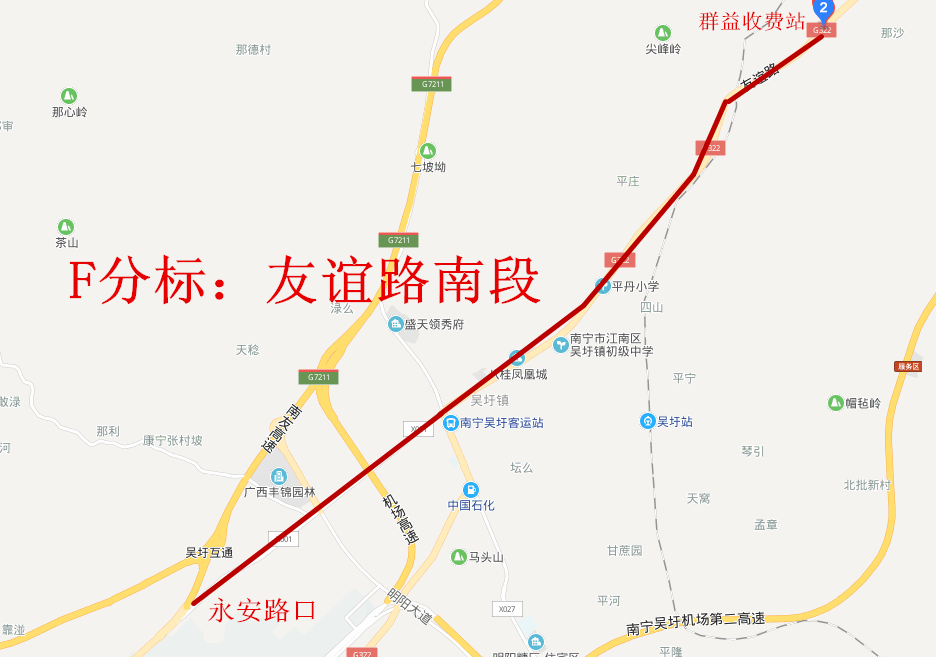 2
群益收费站
G322
那沙
尖峰岭
那德村
友谊路
G7211
那心岭
七坡坳
平庄
茶山
G7211
F分标：友谊路南段
平丹小学
四山
渌么
盛天领秀府
南宁市江南区
吴圩镇初级中学
天稔
桂凤凰城
G7211
服务区
平宁
吴圩镇
帽毡岭
南友高速
南宁吴圩客运站
吴圩站
那利
康宁张村坡
琴引
坛么
广西丰锦园林
北批新村
中国石化
天窝
机场高速
孟章
吴圩互通
甘蔗园
马头山
永安路口
明阳大道
X027
平河
南宁吴圩机场第二高速
靠湴
G322
平隆